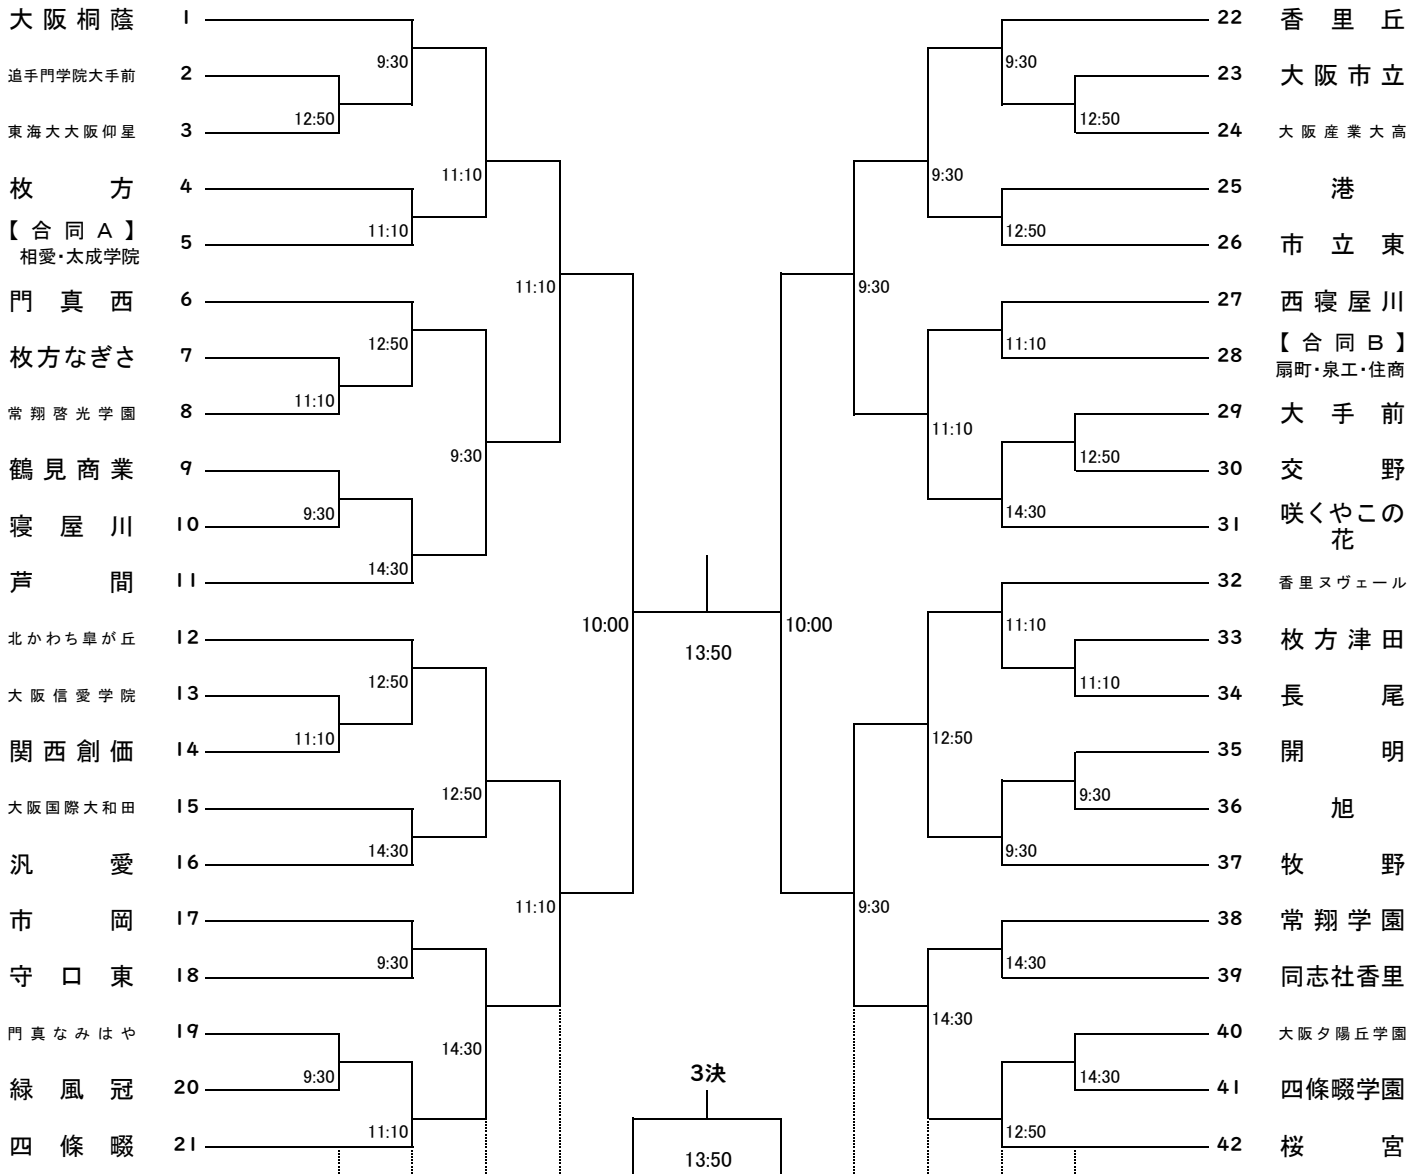 大阪桐蔭 1
追手門学院大手前 2
東海大大阪仰星 3
枚方 4
【合同A】
相愛・太成学院 5
門真西 6
枚方なぎさ 7
常翔啓光学園 8
鶴見商業 9
寝屋川 10
芦間 11
北かわち皐が丘 12
大阪信愛学院 13
関西創価 14
大阪国際大和田 15
汎愛 16
市岡 17
守口東 18
門真なみはや 19
緑風冠 20
四條畷 21
9:30
12:50
11:10
11:10
12:50
11:10
9:30
14:30
12:50
11:10
14:30
9:30
9:30
11:10
11:10
9:30
12:50
14:30
11:10
11:10
10:00
13:50
10:00
3決
13:50
9:30
9:30
9:30
11:10
12:50
14:30
9:30
12:50
12:50
11:10
12:50
14:30
11:10
11:10
9:30
9:30
14:30
14:30
12:50
22 香里丘
23 大阪市立
24 大阪産業大高
25 港
26 市立東
27 西寝屋川
28 【合同B】
扇町・泉工・住商
29 大手前
30 交野
31 咲くやこの
花
32 香里ヌヴェール
33 枚方津田
34 長尾
35 開明
36 旭
37 牧野
38 常翔学園
39 同志社香里
40 大阪夕陽丘学園
41 四條畷学園
42 桜宮